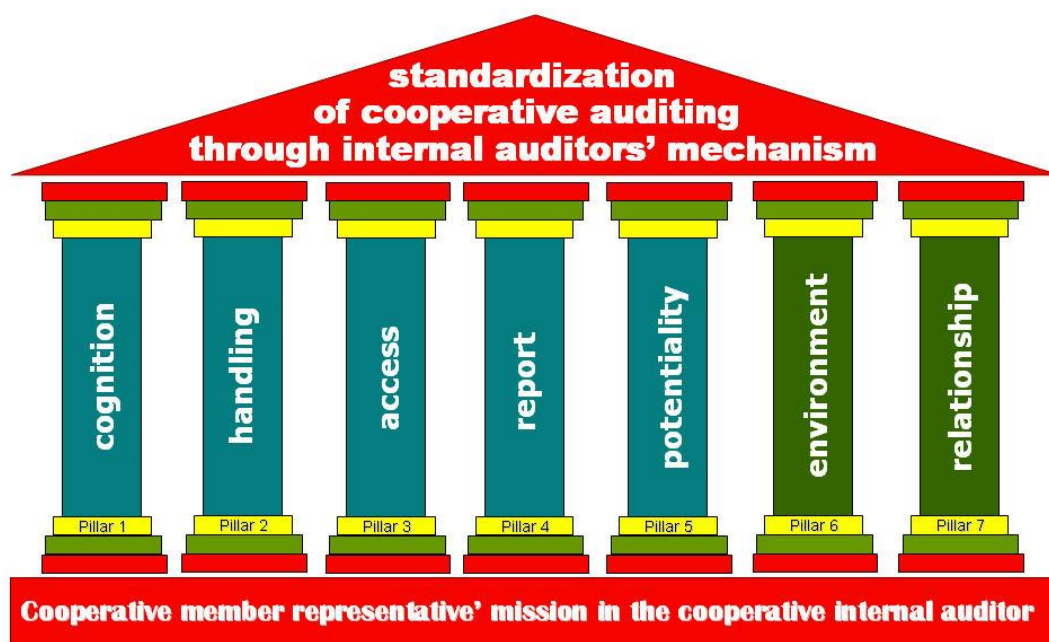 standardization
of cooperative auditing
through internal auditors’ mechanism
cognition
handling
access
report
potentiality
environment
relationship
Pillar 1
Pillar 2
Pillar 3
Pillar 4
Pillar 5
Pillar 6
Pillar 7
Cooperative member representative’ mission in the cooperative internal auditor